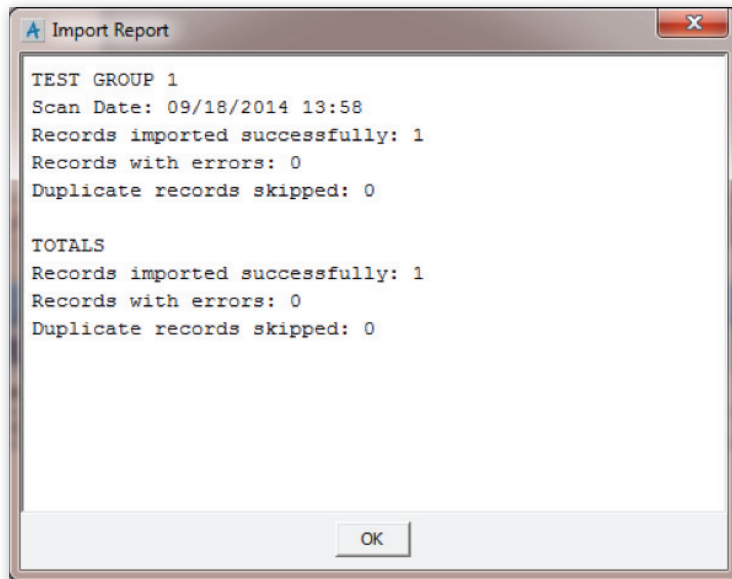 Import Report
TEST GROUP 1
Scan Date: 09/18/2014 13:58
Records imported successfully: 1
Records with errors: 0
Duplicate records skipped: 0
TOTALS
Records imported successfully: 1
Records with errors: 0
Duplicate records skipped: 0
OK